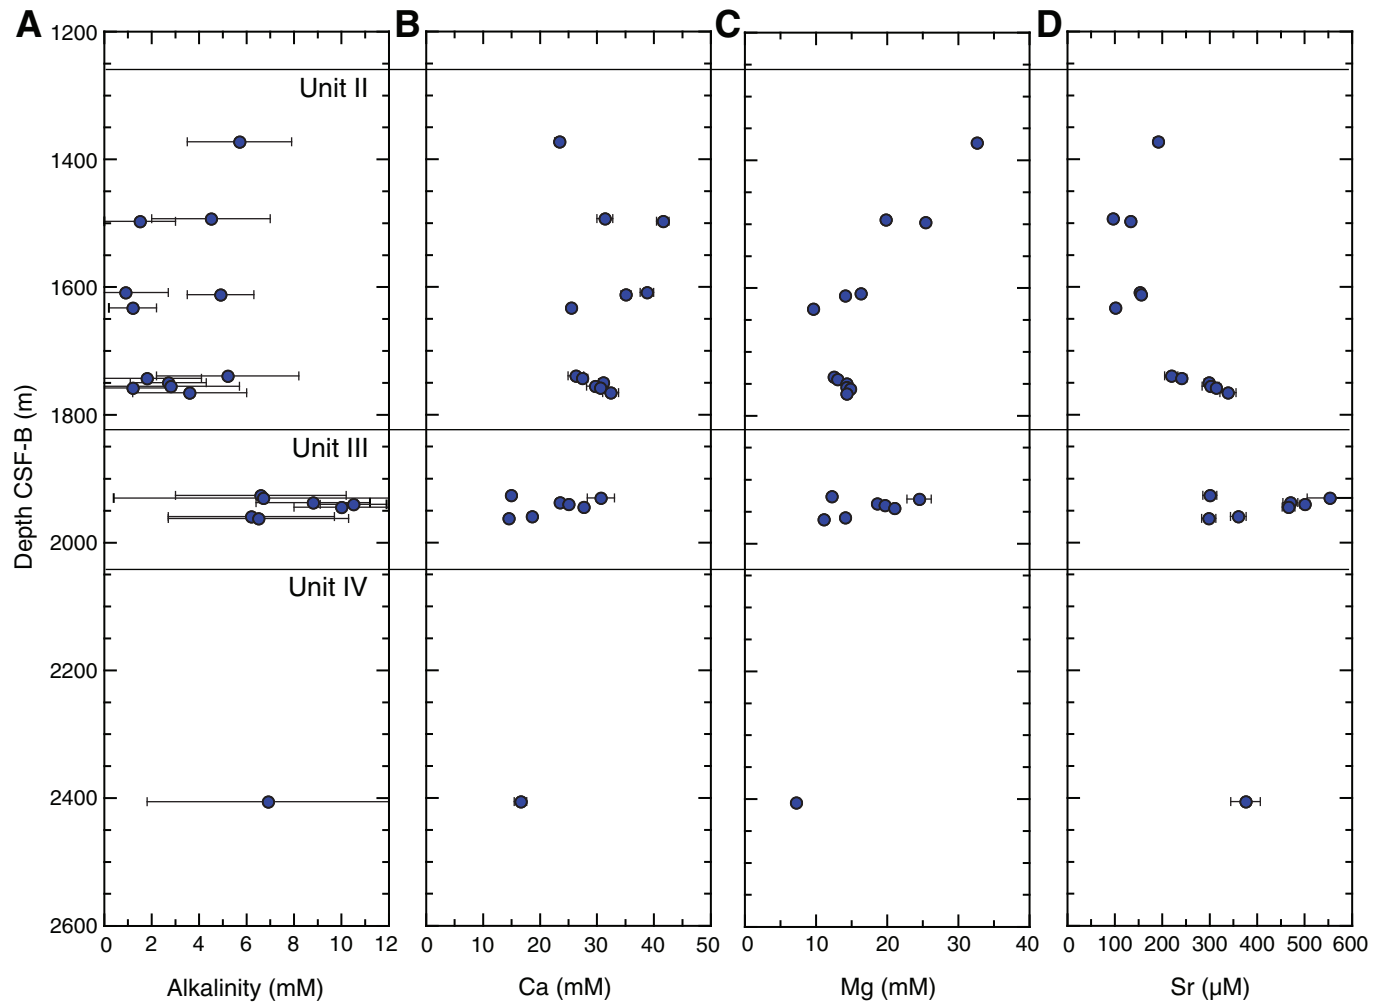 A B C D
1200
Unit II
1400
1600
1800
Unit III
2000
Unit IV
2200
2400
2600
Depth CSF-B (m)
0 2 4 6 8 10 12
0 10 20 30 40 50
0 10 20 30 40
0 100 200 300 400 500 600
Alkalinity (mM)
Ca (mM)
Mg (mM)
Sr (µM)